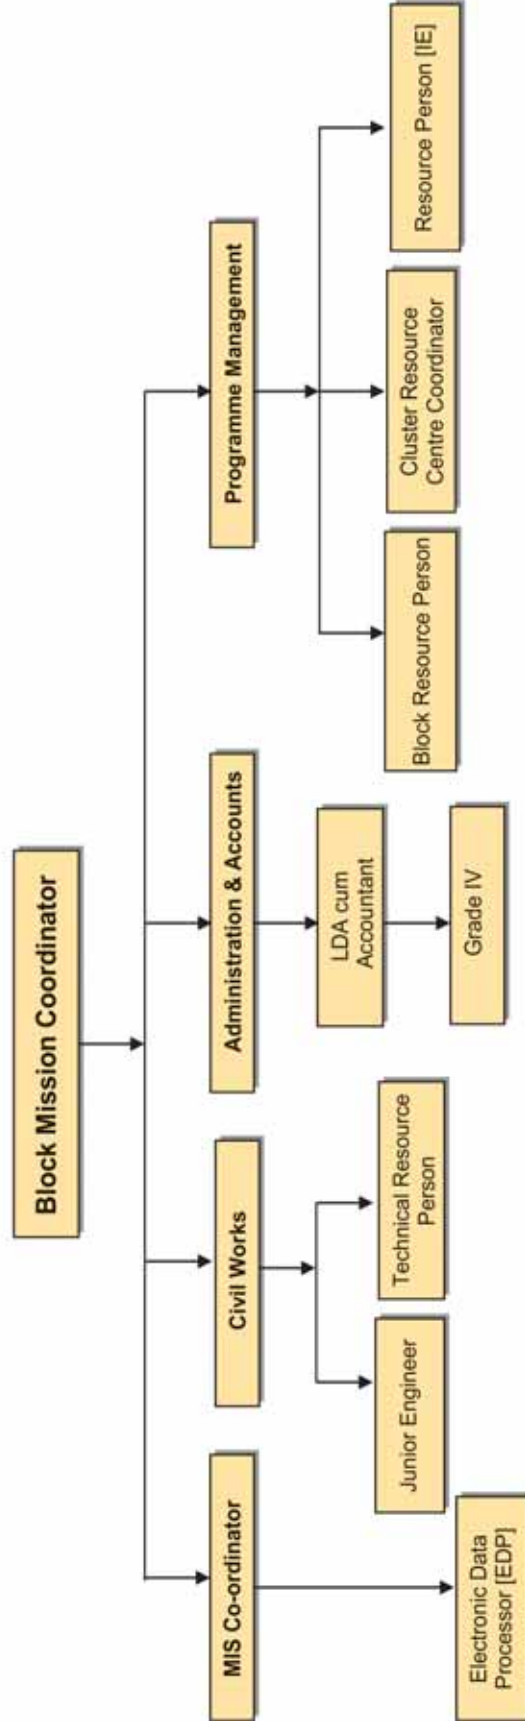 Block Mission Coordinator
MIS Co-ordinator
Civil Works
Administration & Accounts
Programme Management
Electronic Data
Processor [EDP]
Junior Engineer
Technical Resource
Person
LDA cum
Accountant
Grade IV
Block Resource Person
Cluster Resource
Centre Coordinator
Resource Person [IE]